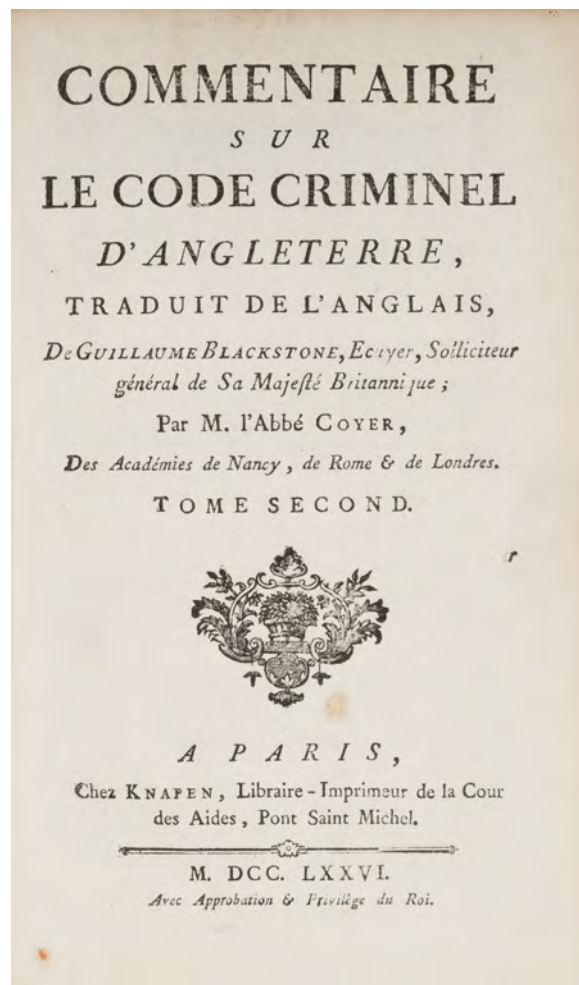 COMMENTAIRE
SUR
LE CODE CRIMINEL
D'ANGLETERRE,
TRADUIT DE L'ANGLAIS,
De GUILLAUME BLACKSTONE, Ecuyer, Solliciteur
général de Sa Majesté Britannique ;
Par M. l'Abbé COYER,
Des Académies de Nancy, de Rome & de Londres.
TOME SECOND.
r
A PARIS,
Chez KNAPEN, Libraire-Imprimeur de la Cour
des Aides, Pont Saint Michel.
M. DCC. LXXVI.
Avec Approbation & Privilège du Roi.